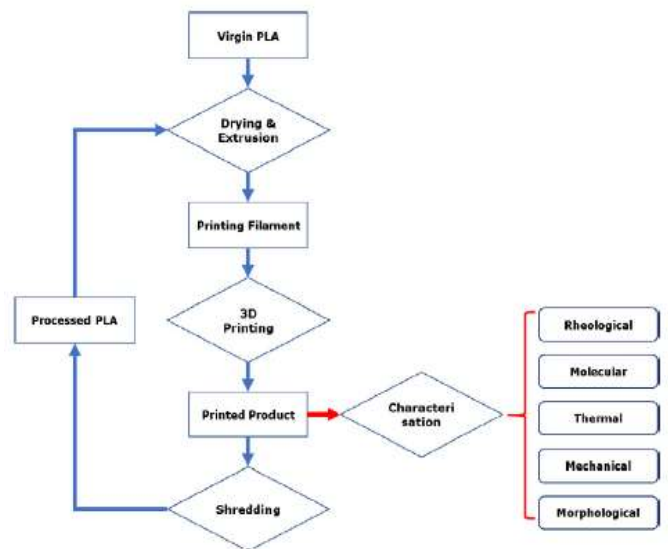 Virgin PLA
Drying &
Extrusion
Printing Filament
3D
Printing
Processed PLA
Printed Product
Characteri
sation
Shredding
Rheological
Molecular
Thermal
Mechanical
Morphological